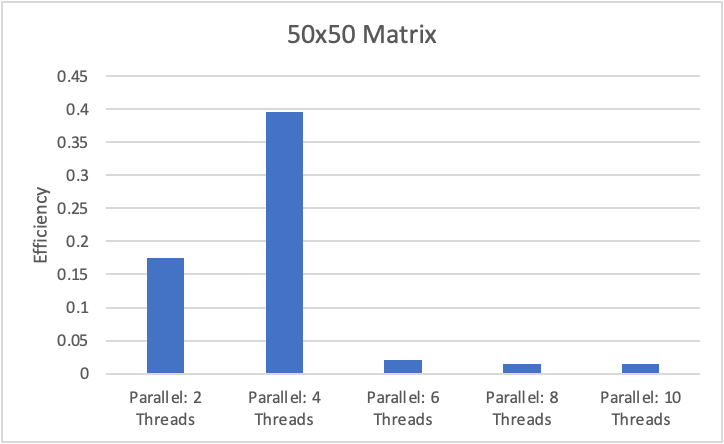 50x50 Matrix
Efficiency
0.45
0.4
0.35
0.3
0.25
0.2
0.15
0.1
0.05
0
Parallel: 2
Threads
Parallel: 4
Threads
Parallel: 6
Threads
Parallel: 8
Threads
Parallel: 10
Threads